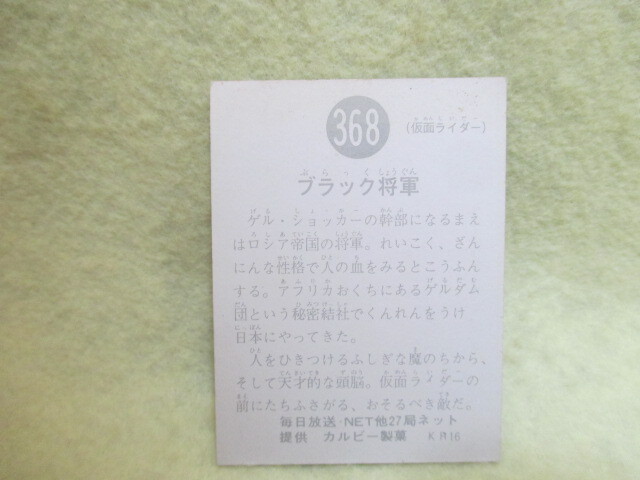 368
(仮面ライダー)
ブラック将軍
ゲル・ショッカーの幹部になるまえ
はロシア帝国の将軍。れいこく、ざん
にんな性格で人の血をみるとこうふん
する。アフリカおくちにあるゲルダム
団という秘密結社でくんれんをうけ
日本にやってきた。
人をひきつけるふしぎな魔のちから、
そして天才的な頭脳。仮面ライダーの
前にたちふさがる、おそるべき敵だ。
毎日放送・NET他27局ネット
提供 カルビー製菓 KR16